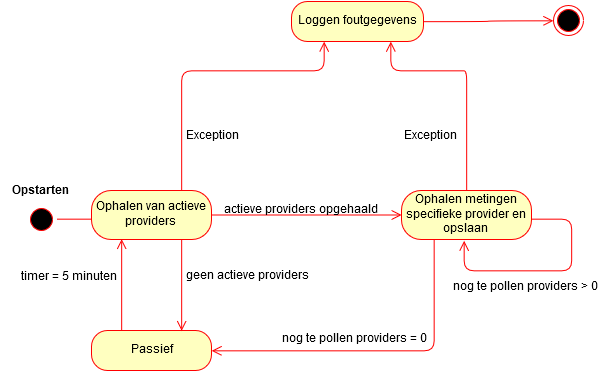 Loggen foutgegevens
Exception
Exception
Opstarten
Ophalen van actieve
providers
actieve providers opgehaald
Ophalen metingen
specifieke provider en
opslaan
timer = 5 minuten
geen actieve providers
nog te pollen providers > 0
nog te pollen providers = 0
Passief